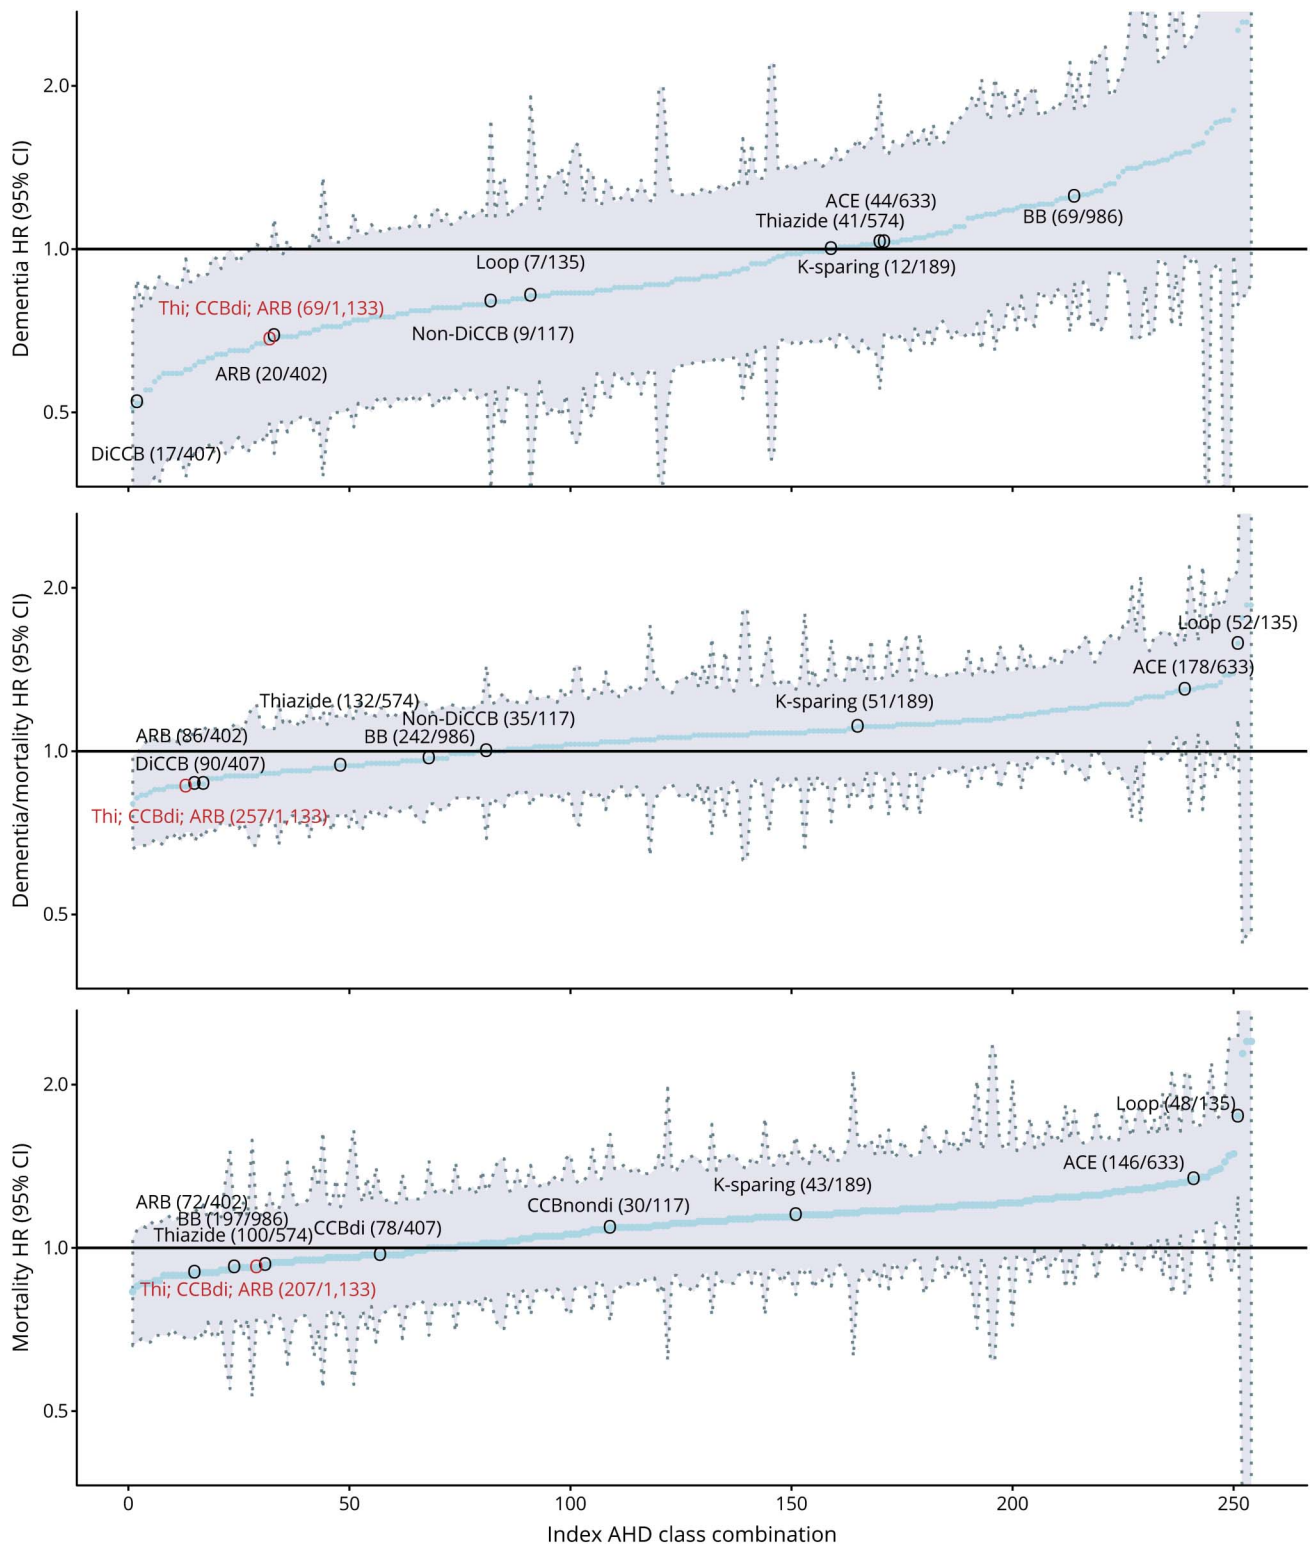 Dementia HR (95% CI)
2.0
1.0
0.5
ACE (44/633)
Thiazide (41/574)
BB (69/986)
Loop (7/135)
K-sparing (12/189)
Thi; CCBdi; ARB (69/1,133)
Non-DiCCB (9/117)
ARB (20/402)
DiCCB (17/407)
Dementia/mortality HR (95% CI)
2.0
1.0
0.5
Loop (52/135)
ACE (178/633)
Thiazide (132/574)
K-sparing (51/189)
Non-DiCCB (35/117)
ARB (86/402)
BB (242/986)
DiCCB (90/407)
Thi; CCBdi; ARB (257/1,133)
Mortality HR (95% CI)
2.0
1.0
0.5
Loop (48/135)
ACE (146/633)
K-sparing (43/189)
ARB (72/402)
CCBnondi (30/117)
BB (197/986)
CCBdi (78/407)
Thiazide (100/574)
Thi; CCBdi; ARB (207/1,133)
0 50 100 150 200 250
Index AHD class combination